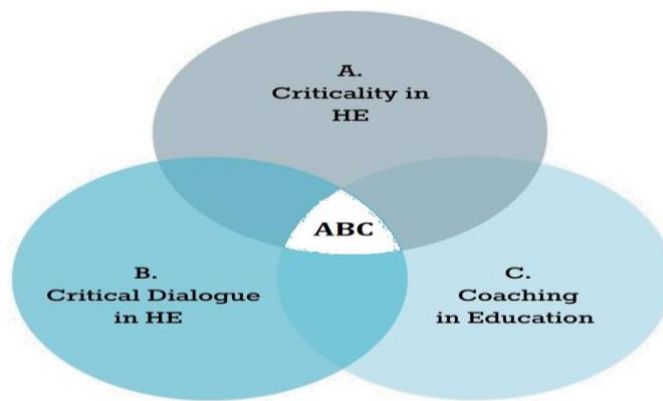 A.
Criticality in
HE
ABC
B.
Critical Dialogue
in HE
C.
Coaching
in Education